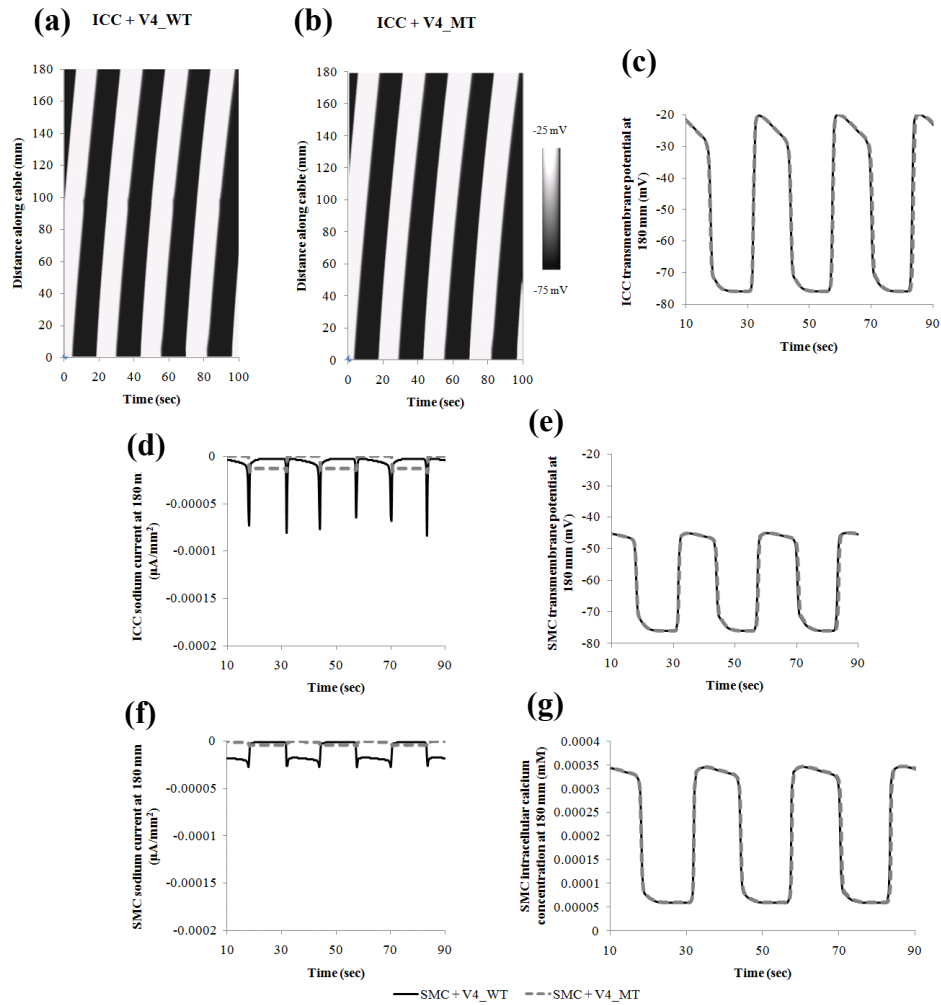 (a)
ICC + V4_WT
(b)
ICC + V4_MT
(c)
Distance along cable (mm)
180
160
140
120
100
80
60
40
20
0
0 20 40 60 80 100
Time (sec)
Distance along cable (mm)
180
160
140
120
100
80
60
40
20
0
0 20 40 60 80 100
Time (sec)
-25 mV
-75 mV
ICC transmembrane potential at
180 mm (mV)
-20
-30
-40
-50
-60
-70
-80
10 30 50 70 90
Time (sec)
(d)
ICC sodium current at 180 m
(µA/mm²)
0
-0.00005
-0.0001
-0.00015
-0.0002
10 30 50 70 90
Time (sec)
(e)
SMC transmembrane potential at
180 mm (mV)
-20
-30
-40
-50
-60
-70
-80
10 30 50 70 90
Time (sec)
(f)
SMC sodium current at 180 mm
(µA/mm²)
0
-0.00005
-0.0001
-0.00015
-0.0002
10 30 50 70 90
Time (sec)
(g)
SMC intracellular calcium
concentration at 180 mm (mM)
0.0004
0.00035
0.0003
0.00025
0.0002
0.00015
0.0001
0.00005
0
10 30 50 70 90
Time (sec)
SMC + V4_WT SMC + V4_MT